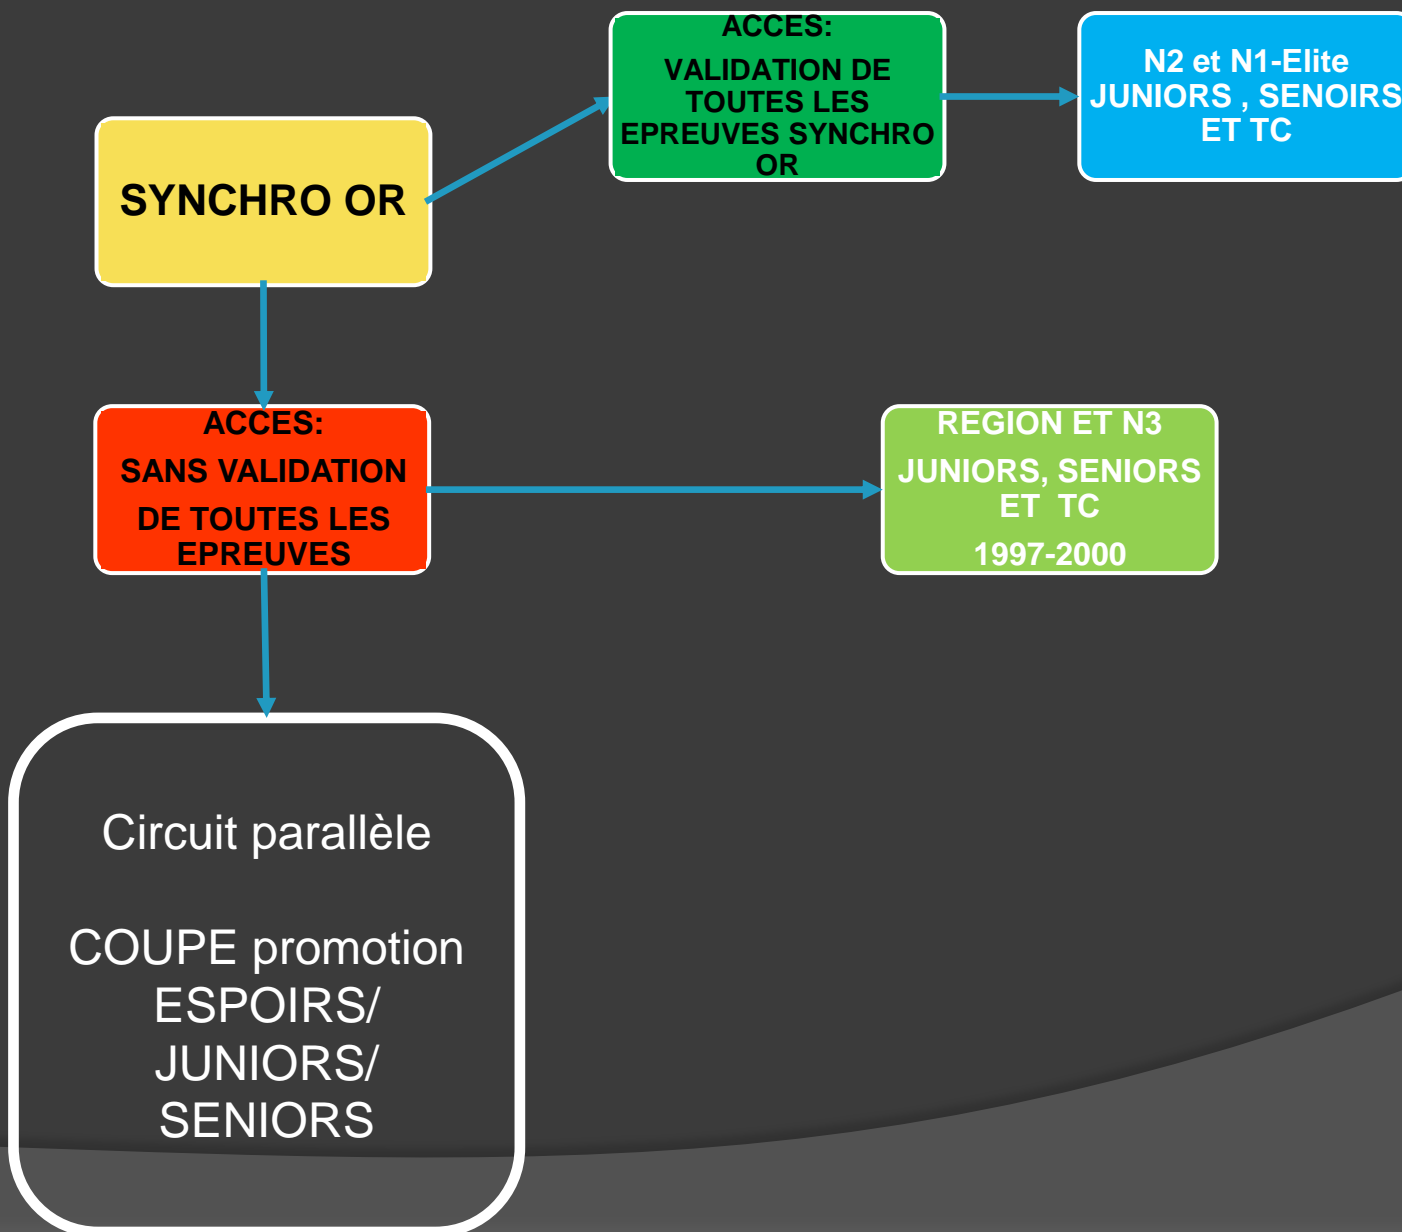 ACCES:
VALIDATION DE
TOUTES LES
EPREUVES SYNCHRO
OR
N2 et N1-Elite
JUNIORS , SENOIRS
ET TC
SYNCHRO OR
ACCES:
SANS VALIDATION
DE TOUTES LES
EPREUVES
REGION ET N3
JUNIORS, SENIORS
ET TC
1997-2000
Circuit parallèle
COUPE promotion
ESPOIRS/
JUNIORS/
SENIORS